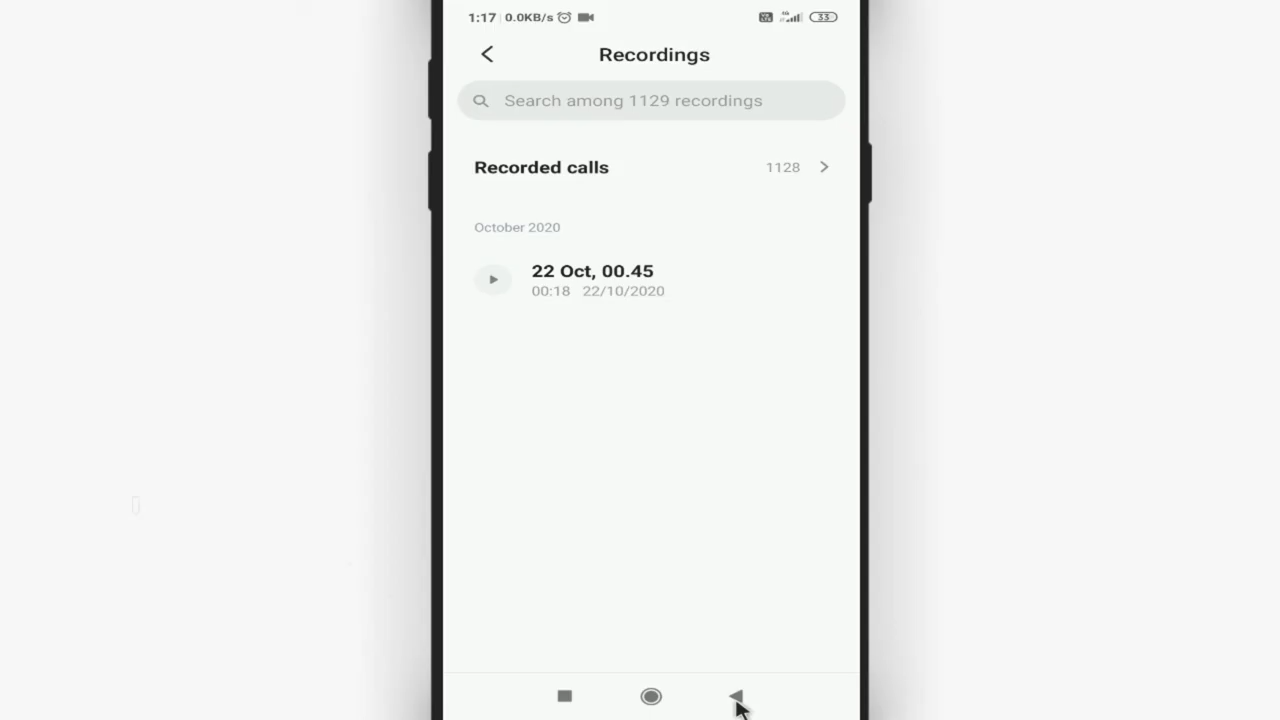 1:17 0.0KB/s 33
Recordings
Search among 1129 recordings
Recorded calls 1128
October 2020
22 Oct, 00.45
00:18 22/10/2020